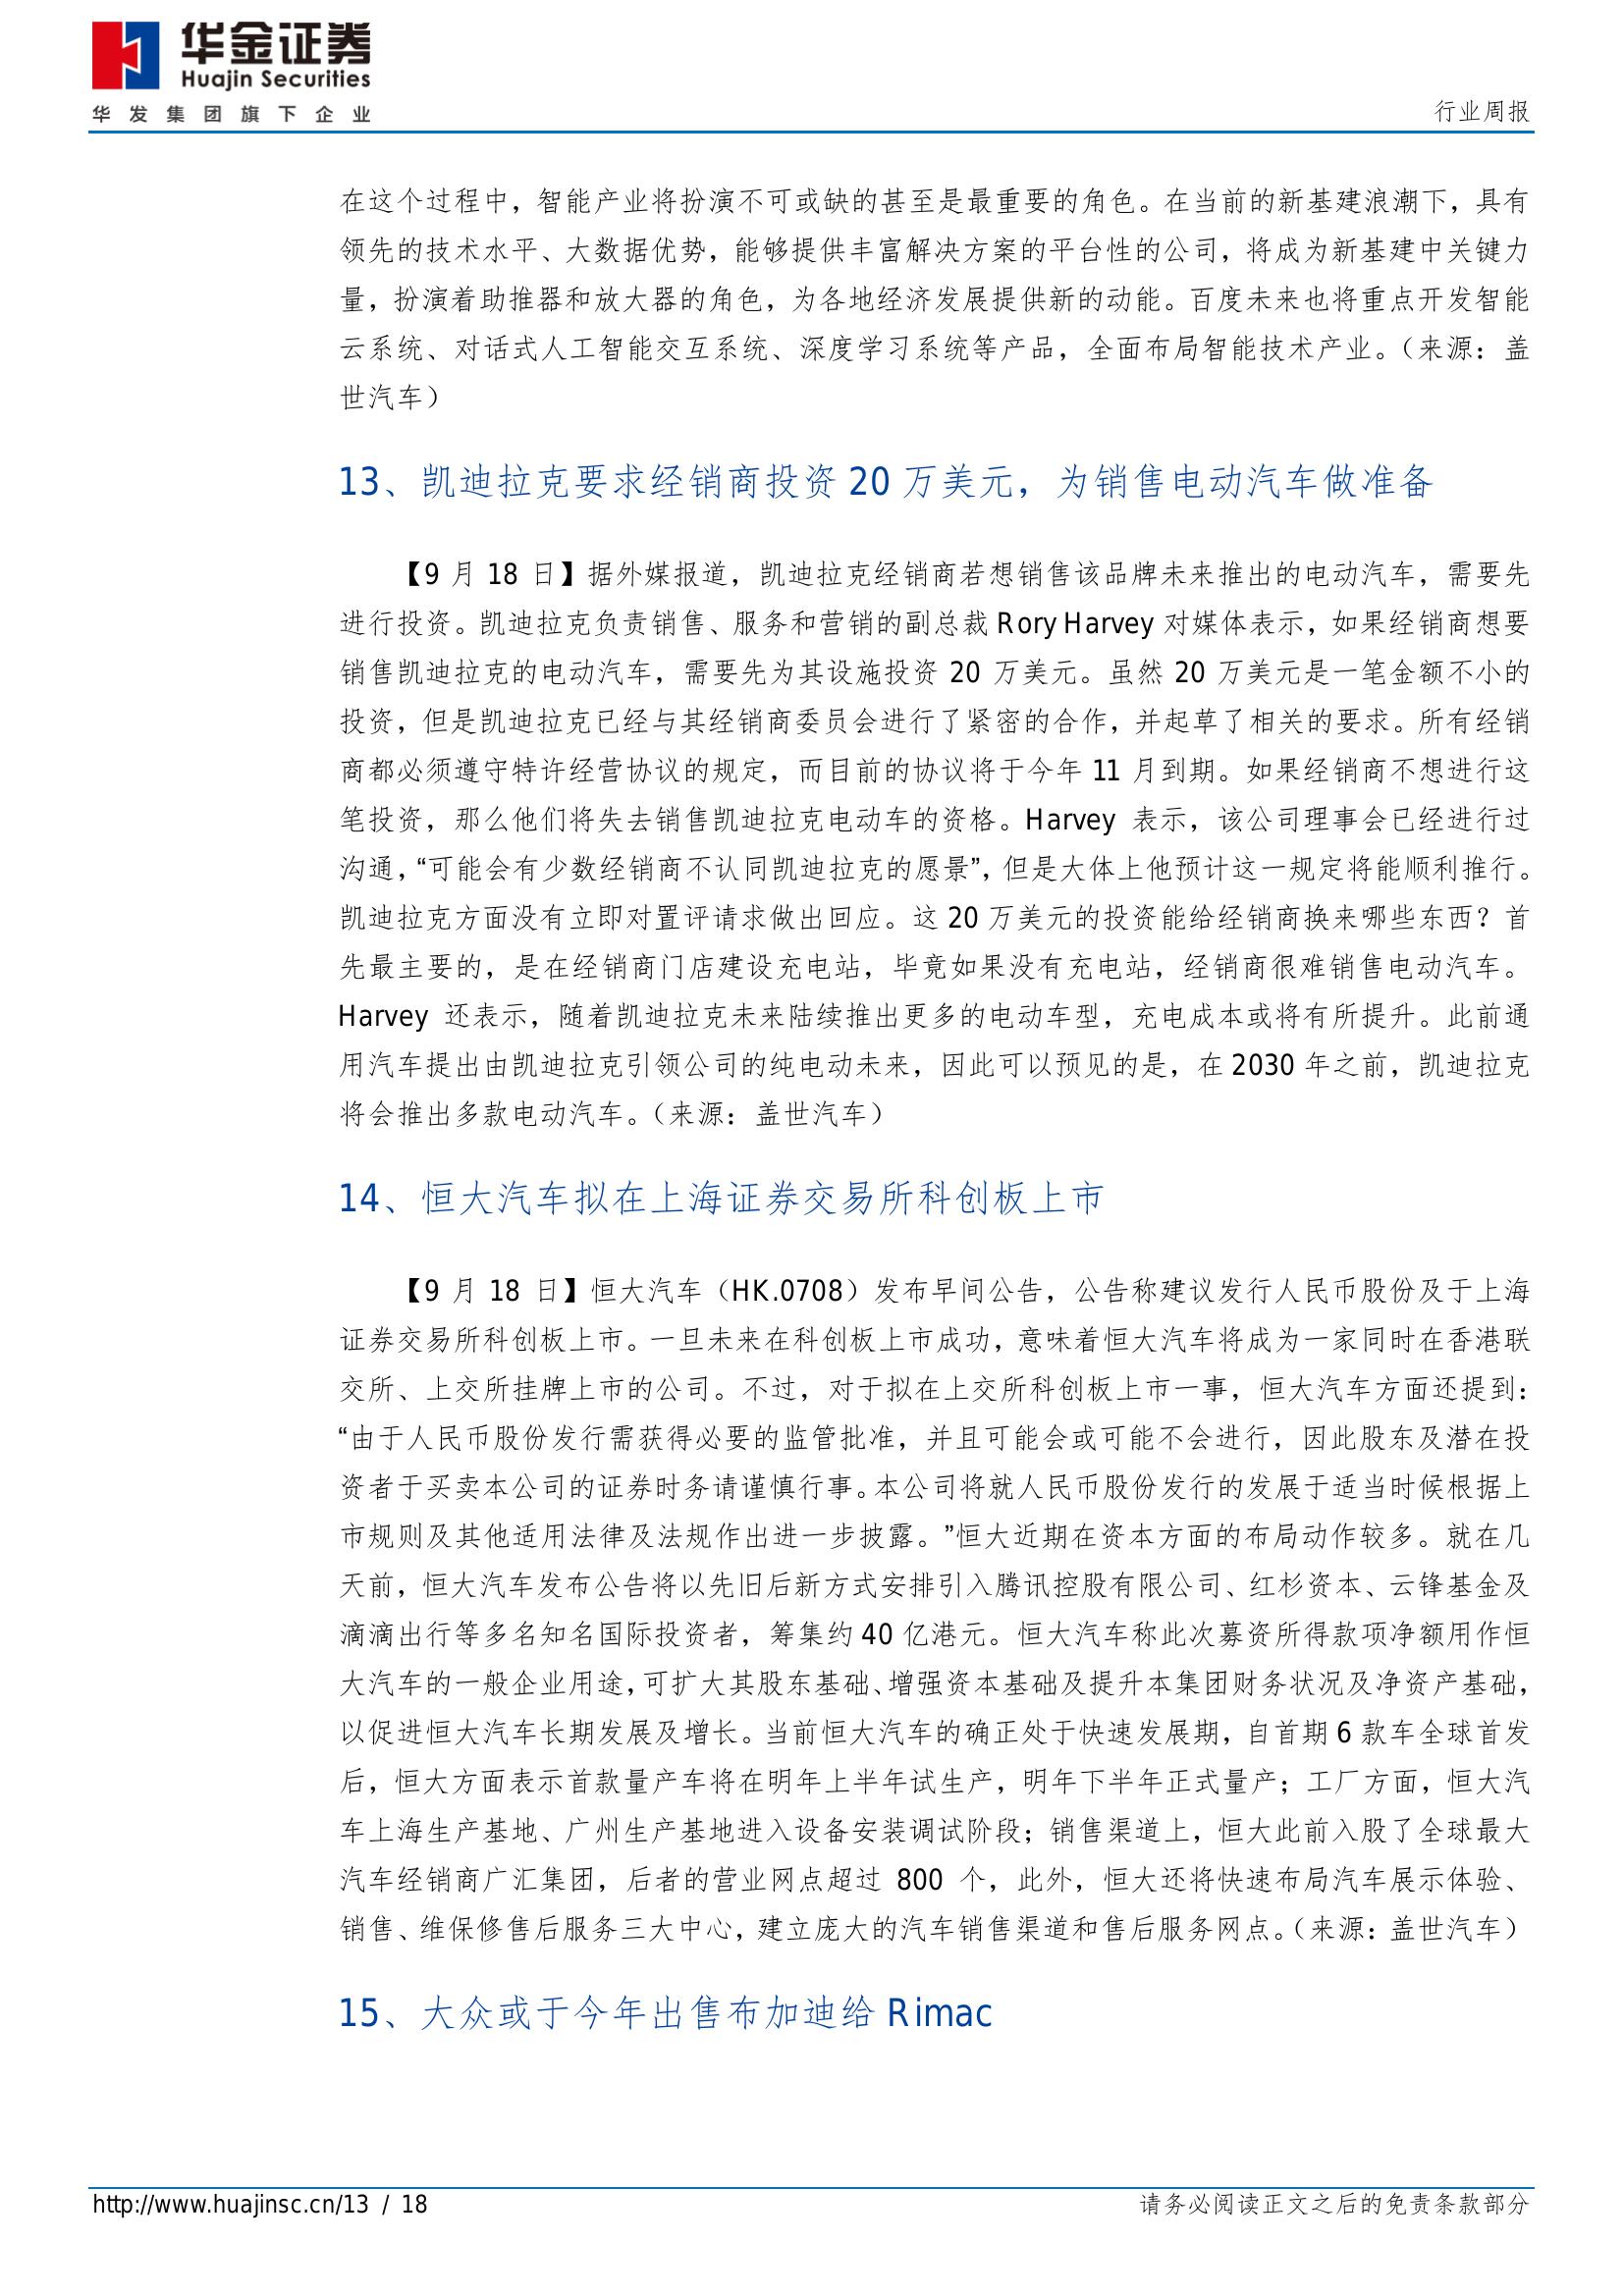 华金证券
Huajin Securities
华发集团旗下企业
行业周报
在这个过程中，智能产业将扮演不可或缺的甚至是最重要的角色。在当前的新基建浪潮下，具有
领先的技术水平、大数据优势，能够提供丰富解决方案的平台性的公司，将成为新基建中关键力
量，扮演着助推器和放大器的角色，为各地经济发展提供新的动能。百度未来也将重点开发智能
云系统、对话式人工智能交互系统、深度学习系统等产品，全面布局智能技术产业。（来源：盖
世汽车）
13、凯迪拉克要求经销商投资 20 万美元，为销售电动汽车做准备
【9 月 18 日】据外媒报道，凯迪拉克经销商若想销售该品牌未来推出的电动汽车，需要先
进行投资。凯迪拉克负责销售、服务和营销的副总裁 Rory Harvey 对媒体表示，如果经销商想要
销售凯迪拉克的电动汽车，需要先为其设施投资 20 万美元。虽然 20 万美元是一笔金额不小的
投资，但是凯迪拉克已经与其经销商委员会进行了紧密的合作，并起草了相关的要求。所有经销
商都必须遵守特许经营协议的规定，而目前的协议将于今年 11 月到期。如果经销商不想进行这
笔投资，那么他们将失去销售凯迪拉克电动车的资格。Harvey 表示，该公司理事会已经进行过
沟通，“可能会有少数经销商不认同凯迪拉克的愿景”，但是大体上他预计这一规定将能顺利推行。
凯迪拉克方面没有立即对置评请求做出回应。这 20 万美元的投资能给经销商换来哪些东西？首
先最主要的，是在经销商门店建设充电站，毕竟如果没有充电站，经销商很难销售电动汽车。
Harvey 还表示，随着凯迪拉克未来陆续推出更多的电动车型，充电成本或将有所提升。此前通
用汽车提出由凯迪拉克引领公司的纯电动未来，因此可以预见的是，在 2030 年之前，凯迪拉克
将会推出多款电动汽车。（来源：盖世汽车）
14、恒大汽车拟在上海证券交易所科创板上市
【9 月 18 日】恒大汽车（HK.0708）发布早间公告，公告称建议发行人民币股份及于上海
证券交易所科创板上市。一旦未来在科创板上市成功，意味着恒大汽车将成为一家同时在香港联
交所、上交所挂牌上市的公司。不过，对于拟在上交所科创板上市一事，恒大汽车方面还提到：
“由于人民币股份发行需获得必要的监管批准，并且可能会或可能不会进行，因此股东及潜在投
资者于买卖本公司的证券时务请谨慎行事。本公司将就人民币股份发行的发展于适当时候根据上
市规则及其他适用法律及法规作出进一步披露。”恒大近期在资本方面的布局动作较多。就在几
天前，恒大汽车发布公告将以先旧后新方式安排引入腾讯控股有限公司、红杉资本、云锋基金及
滴滴出行等多名知名国际投资者，筹集约 40 亿港元。恒大汽车称此次募资所得款项净额用作恒
大汽车的一般企业用途，可扩大其股东基础、增强资本基础及提升本集团财务状况及净资产基础，
以促进恒大汽车长期发展及增长。当前恒大汽车的确正处于快速发展期，自首期 6 款车全球首发
后，恒大方面表示首款量产车将在明年上半年试生产，明年下半年正式量产；工厂方面，恒大汽
车上海生产基地、广州生产基地进入设备安装调试阶段；销售渠道上，恒大此前入股了全球最大
汽车经销商广汇集团，后者的营业网点超过 800 个，此外，恒大还将快速布局汽车展示体验、
销售、维保修售后服务三大中心，建立庞大的汽车销售渠道和售后服务网点。（来源：盖世汽车）
15、大众或于今年出售布加迪给 Rimac
http://www.huajinsc.cn/13 / 18
请务必阅读正文之后的免责条款部分